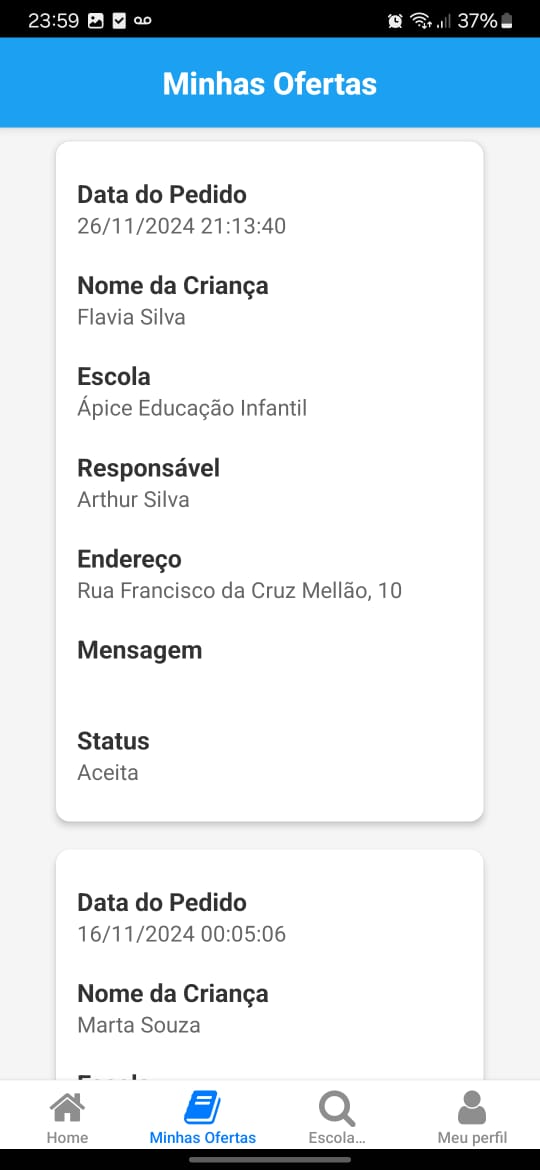 23:59
37%
Minhas Ofertas
Data do Pedido
26/11/2024 21:13:40
Nome da Criança
Flavia Silva
Escola
Ápice Educação Infantil
Responsável
Arthur Silva
Endereço
Rua Francisco da Cruz Mellão, 10
Mensagem
Status
Aceita
Data do Pedido
16/11/2024 00:05:06
Nome da Criança
Marta Souza
Home
Minhas Ofertas
Escola...
Meu perfil